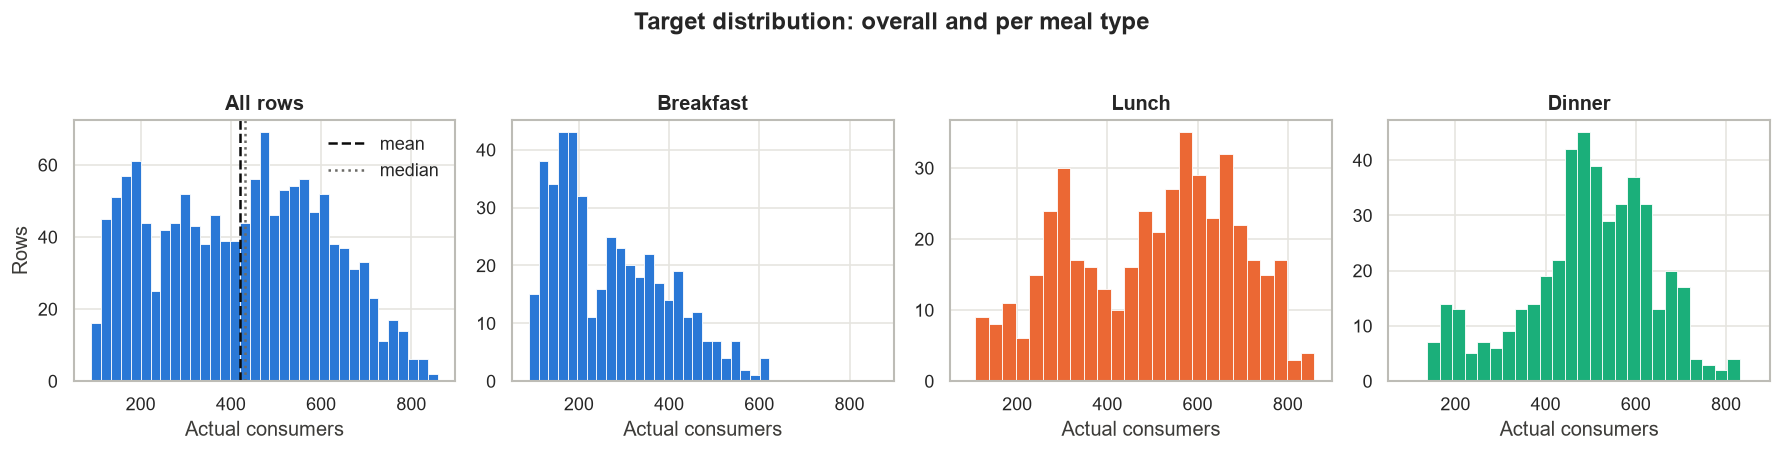 Target distribution: overall and per meal type
All rows
Breakfast
Lunch
Dinner
mean
median
Rows
60
40
20
0
200 400 600 800
Actual consumers
40
30
20
10
0
200 400 600 800
Actual consumers
30
20
10
0
200 400 600 800
Actual consumers
40
30
20
10
0
200 400 600 800
Actual consumers